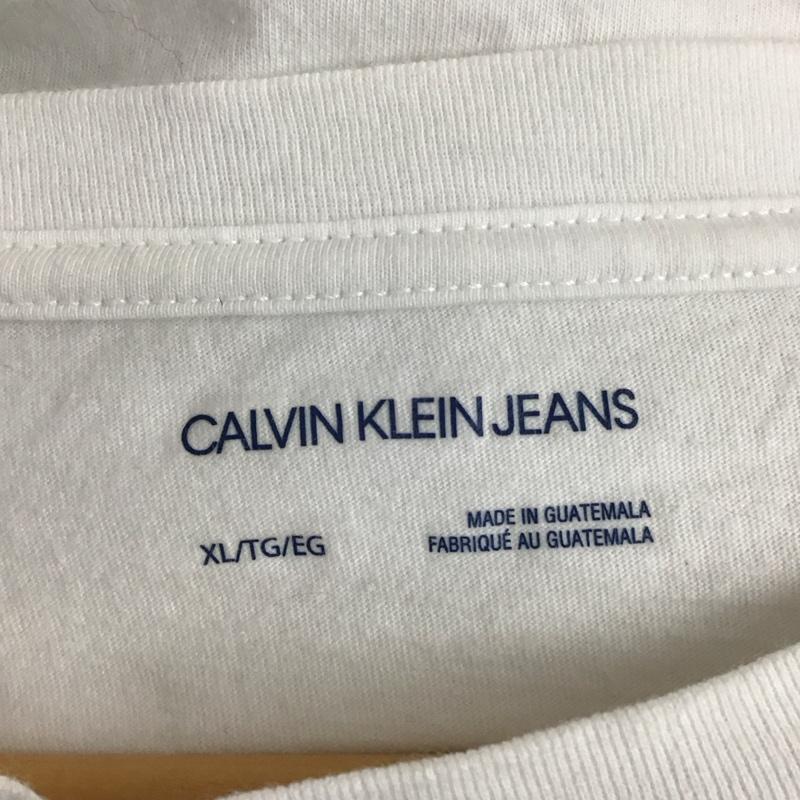 CALVIN KLEIN JEANS
XL/TG/EG
MADE IN GUATEMALA
FABRIQUÉ AU GUATEMALA